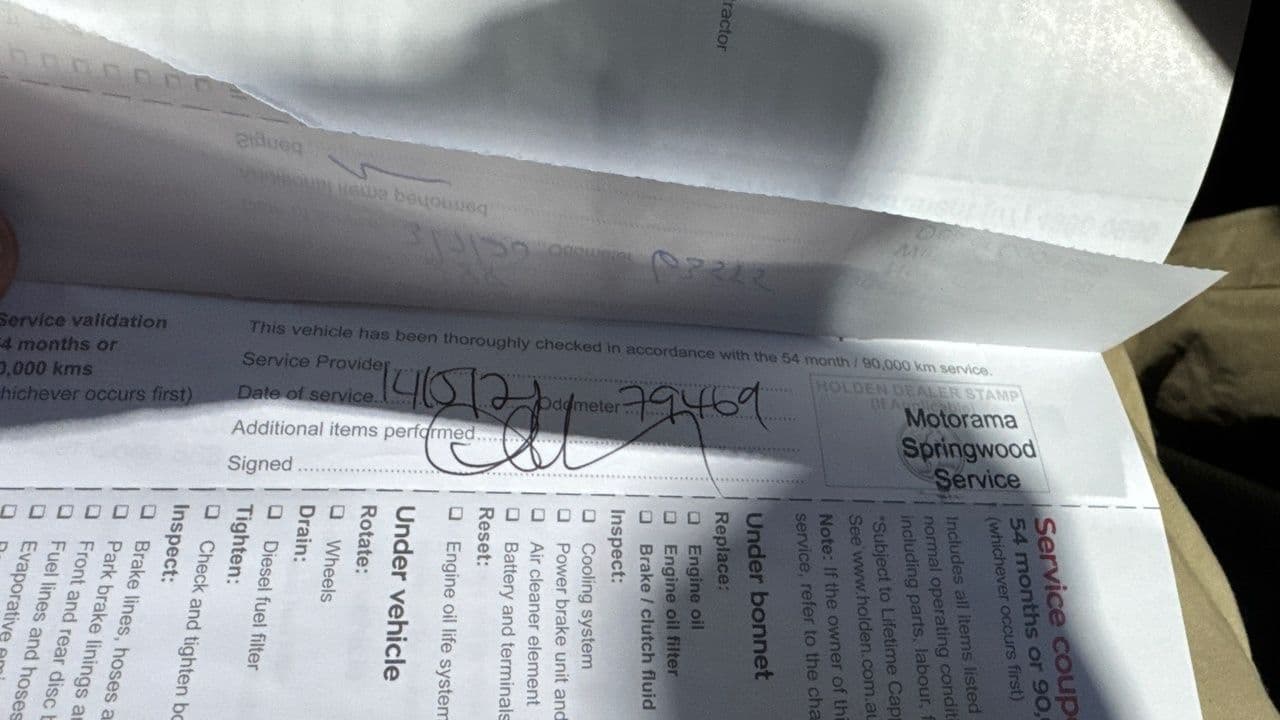 ractor
Signed
Service validation
4 months or
0,000 kms
hichever occurs first)
This vehicle has been thoroughly checked in accordance with the 54 month / 90,000 km service.
Service Provider
Date of service 14/5/21 Odometer 79469
Additional items performed
Signed
HOLDEN DEALER STAMP
Motorama
Springwood
Service
Service coup
54 months or 90,
(whichever occurs first)
Includes all items listed
normal operating condit
including parts, labour, f
*Subject to Lifetime Cap
See www.holden.com.au
Note: If the owner of thi
service, refer to the cha
Under bonnet
Replace:
Engine oil
Engine oil filter
Brake / clutch fluid
Inspect:
Cooling system
Power brake unit and
Air cleaner element
Battery and terminals
Reset:
Engine oil life system
Under vehicle
Rotate:
Wheels
Drain:
Diesel fuel filter
Tighten:
Check and tighten bo
Inspect:
Brake lines, hoses a
Park brake linings a
Front and rear disc b
Fuel lines and hoses
Evaporative emi